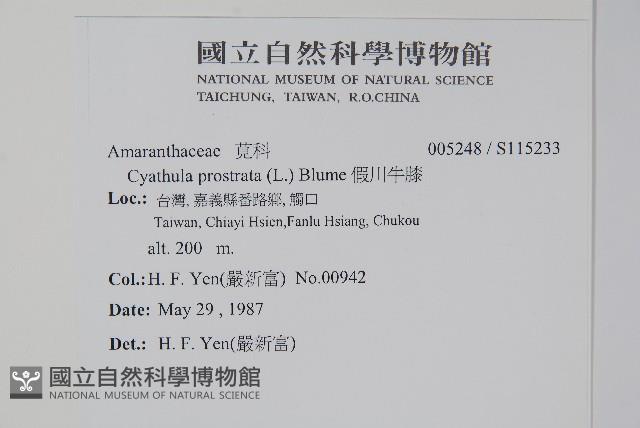 國立自然科學博物館
NATIONAL MUSEUM OF NATURAL SCIENCE
TAICHUNG, TAIWAN, R.O.CHINA
Amaranthaceae 莧科 005248 / S115233
Cyathula prostrata (L.) Blume 假川牛膝
Loc.: 台灣, 嘉義縣番路鄉, 觸口
Taiwan, Chiayi Hsien,Fanlu Hsiang, Chukou
alt. 200 m.
Col.: H. F. Yen(嚴新富) No.00942
Date: May 29 , 1987
Det.: H. F. Yen(嚴新富)
國立自然科學博物館
NATIONAL MUSEUM OF NATURAL SCIENCE